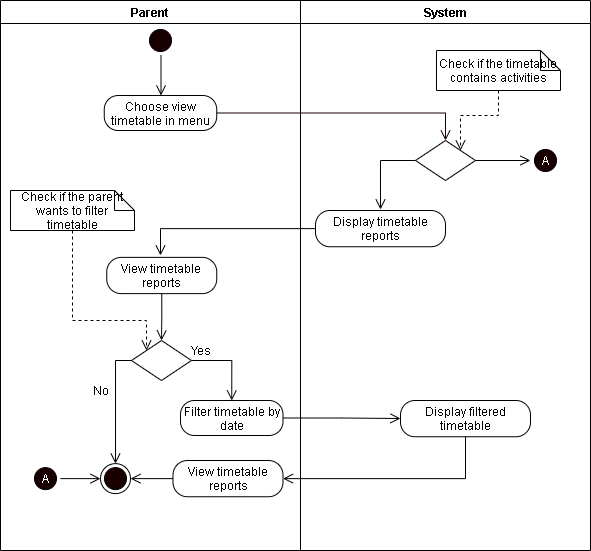 Parent
System
Check if the timetable
contains activities
Choose view
timetable in menu
A
Check if the parent
wants to filter
timetable
Display timetable
reports
View timetable
reports
Yes
No
Filter timetable by
date
Display filtered
timetable
A
View timetable
reports